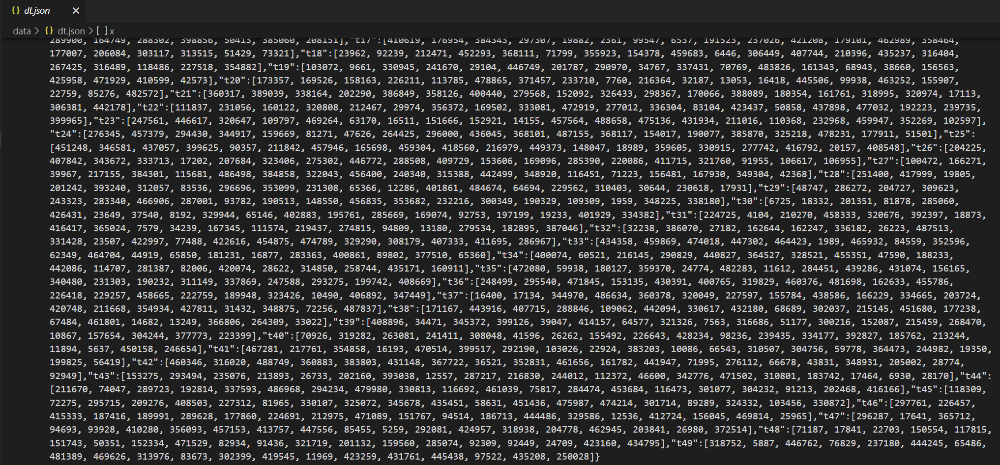 {} dt.json ×
data > {} dt.json > [ ] x
289900, 164749, 288302, 398856, 50413, 385060, 208151],"t17":[410619, 176954, 384343, 297307, 19882, 2361, 99547, 6537, 191523, 237026, 421208, 179101, 462989, 358464,
177007, 206084, 303117, 313515, 51429, 73321],"t18":[23962, 92239, 212471, 452293, 368111, 71799, 355923, 154378, 459683, 6446, 306449, 407744, 210396, 435237, 316404,
267425, 316489, 118486, 227518, 354882],"t19":[103072, 9661, 330945, 241670, 29104, 446749, 201787, 290970, 34767, 337431, 70769, 483826, 161343, 68943, 38660, 156563,
425958, 471929, 410599, 42573],"t20":[173357, 169526, 158163, 226211, 113785, 478865, 371457, 233710, 7760, 216364, 32187, 13053, 16418, 445506, 99938, 463252, 155907,
22759, 85276, 482572],"t21":[360317, 389039, 338164, 202290, 386849, 358126, 400440, 279568, 152092, 326433, 298367, 170066, 388089, 180354, 161761, 318995, 320974, 17113,
306381, 442178],"t22":[111837, 231056, 160122, 320808, 212467, 29974, 356372, 169502, 333081, 472919, 277012, 336304, 83104, 423437, 50858, 437898, 477032, 192223, 239735,
399965],"t23":[247561, 446617, 320647, 109797, 469264, 63170, 16511, 151666, 152921, 14155, 457564, 488658, 475136, 431934, 211016, 110368, 232968, 459947, 352269, 102597],
"t24":[276345, 457379, 294430, 344917, 159669, 81271, 47626, 264425, 296000, 436045, 368101, 487155, 368117, 154017, 190077, 385870, 325218, 478231, 177911, 51501],"t25":
[451248, 346581, 437057, 399625, 90357, 211842, 457946, 165698, 459304, 418560, 216979, 449373, 148047, 18989, 359605, 330915, 277742, 416792, 20157, 408548],"t26":[204225,
407842, 343672, 333713, 17202, 207684, 323406, 275302, 446772, 288508, 409729, 153606, 169096, 285390, 220086, 411715, 321760, 91955, 106617, 106955],"t27":[100472, 166271,
39967, 217155, 384301, 115681, 486498, 384858, 322043, 456400, 240340, 315388, 442499, 348920, 116451, 71223, 156481, 167930, 349304, 42368],"t28":[251400, 417999, 19805,
201242, 393240, 312057, 83536, 296696, 353099, 231308, 65366, 12286, 401861, 484674, 64694, 229562, 310403, 30644, 230618, 17931],"t29":[48747, 286272, 204727, 309623,
243323, 283340, 466906, 287001, 93782, 190513, 148550, 456835, 353682, 232216, 300349, 190329, 109309, 1959, 348225, 338180],"t30":[6725, 18332, 201351, 81878, 285060,
426431, 23649, 37540, 8192, 329944, 65146, 402883, 195761, 285669, 169074, 92753, 197199, 19233, 401929, 334382],"t31":[224725, 4104, 210270, 458333, 320676, 392397, 18873,
416417, 365024, 7579, 34239, 167345, 111574, 219437, 274815, 94809, 13180, 279534, 182895, 387046],"t32":[32238, 386070, 27182, 162644, 162247, 336182, 26223, 487513,
331428, 23507, 422997, 77488, 422616, 454875, 474789, 329290, 308179, 407333, 411695, 286967],"t33":[434358, 459869, 474018, 447302, 464423, 1989, 465932, 84559, 352596,
62349, 464704, 44919, 65850, 181231, 16877, 283363, 400861, 89802, 377510, 65360],"t34":[400074, 60521, 216145, 290829, 440827, 364527, 328521, 455351, 47590, 188233,
442086, 114707, 281387, 82006, 420074, 28622, 314850, 258744, 435171, 160911],"t35":[472080, 59938, 180127, 359370, 24774, 482283, 11612, 284451, 439286, 431074, 156165,
340480, 231303, 190232, 311149, 337869, 247588, 293275, 199742, 408669],"t36":[248499, 295540, 471845, 153135, 430391, 400765, 319829, 460376, 481698, 162633, 455786,
226418, 229257, 458665, 222759, 189948, 323426, 10490, 406892, 347449],"t37":[16400, 17134, 344970, 486634, 360378, 320049, 227597, 155784, 438586, 166229, 334665, 203724,
420748, 211668, 354934, 427811, 31432, 348875, 72256, 487837],"t38":[171167, 443916, 407715, 288846, 109062, 442094, 330617, 432180, 68689, 302037, 215145, 451680, 177238,
67484, 461801, 14682, 13249, 366806, 264309, 33022],"t39":[408896, 34471, 345372, 399126, 39047, 414157, 64577, 321326, 7563, 316686, 51177, 300216, 152087, 215459, 268470,
10867, 157654, 304244, 377773, 223399],"t40":[70926, 319282, 263081, 241411, 308048, 41596, 26262, 155492, 226643, 428234, 98236, 239435, 334177, 392827, 185762, 213244,
11894, 5637, 450158, 246654],"t41":[467281, 217761, 354858, 16193, 470514, 399517, 292190, 103026, 22924, 383203, 10086, 66543, 310507, 304756, 59778, 364473, 244982, 19350,
199825, 56419],"t42":[460346, 316020, 488749, 360883, 383803, 431148, 367722, 36521, 352831, 461656, 161782, 441947, 71995, 276112, 66678, 43831, 348931, 205002, 28774,
92949],"t43":[153275, 293494, 235076, 213893, 26733, 202160, 393038, 12557, 287217, 216830, 244012, 112372, 46600, 342776, 471502, 310801, 183742, 17464, 6930, 28170],"t44":
[211670, 74047, 289723, 192814, 337593, 486968, 294234, 479980, 330813, 116692, 461039, 75817, 284474, 453684, 116473, 301077, 304232, 91213, 202468, 416166],"t45":[118309,
72275, 295715, 209276, 408503, 227312, 81965, 330107, 325072, 345678, 435451, 58631, 451436, 475987, 474214, 301714, 89289, 324332, 103456, 330872],"t46":[297761, 226457,
415333, 187416, 189991, 289628, 177860, 224691, 212975, 471089, 151767, 94514, 186713, 444486, 329586, 12536, 412724, 156045, 469814, 25965],"t47":[296287, 17641, 365712,
94693, 93928, 410280, 356093, 457153, 413757, 447556, 85455, 5259, 292081, 424957, 318938, 204778, 462945, 203841, 26980, 372514],"t48":[71187, 17841, 22703, 150554, 117815,
151743, 50351, 152334, 471529, 82934, 91436, 321719, 201132, 159560, 285074, 92309, 92449, 24709, 423160, 434795],"t49":[318752, 5887, 446762, 76829, 237180, 444245, 65486,
481389, 469626, 313976, 83673, 302399, 419545, 11969, 423259, 431761, 445438, 97522, 435208, 250028]}